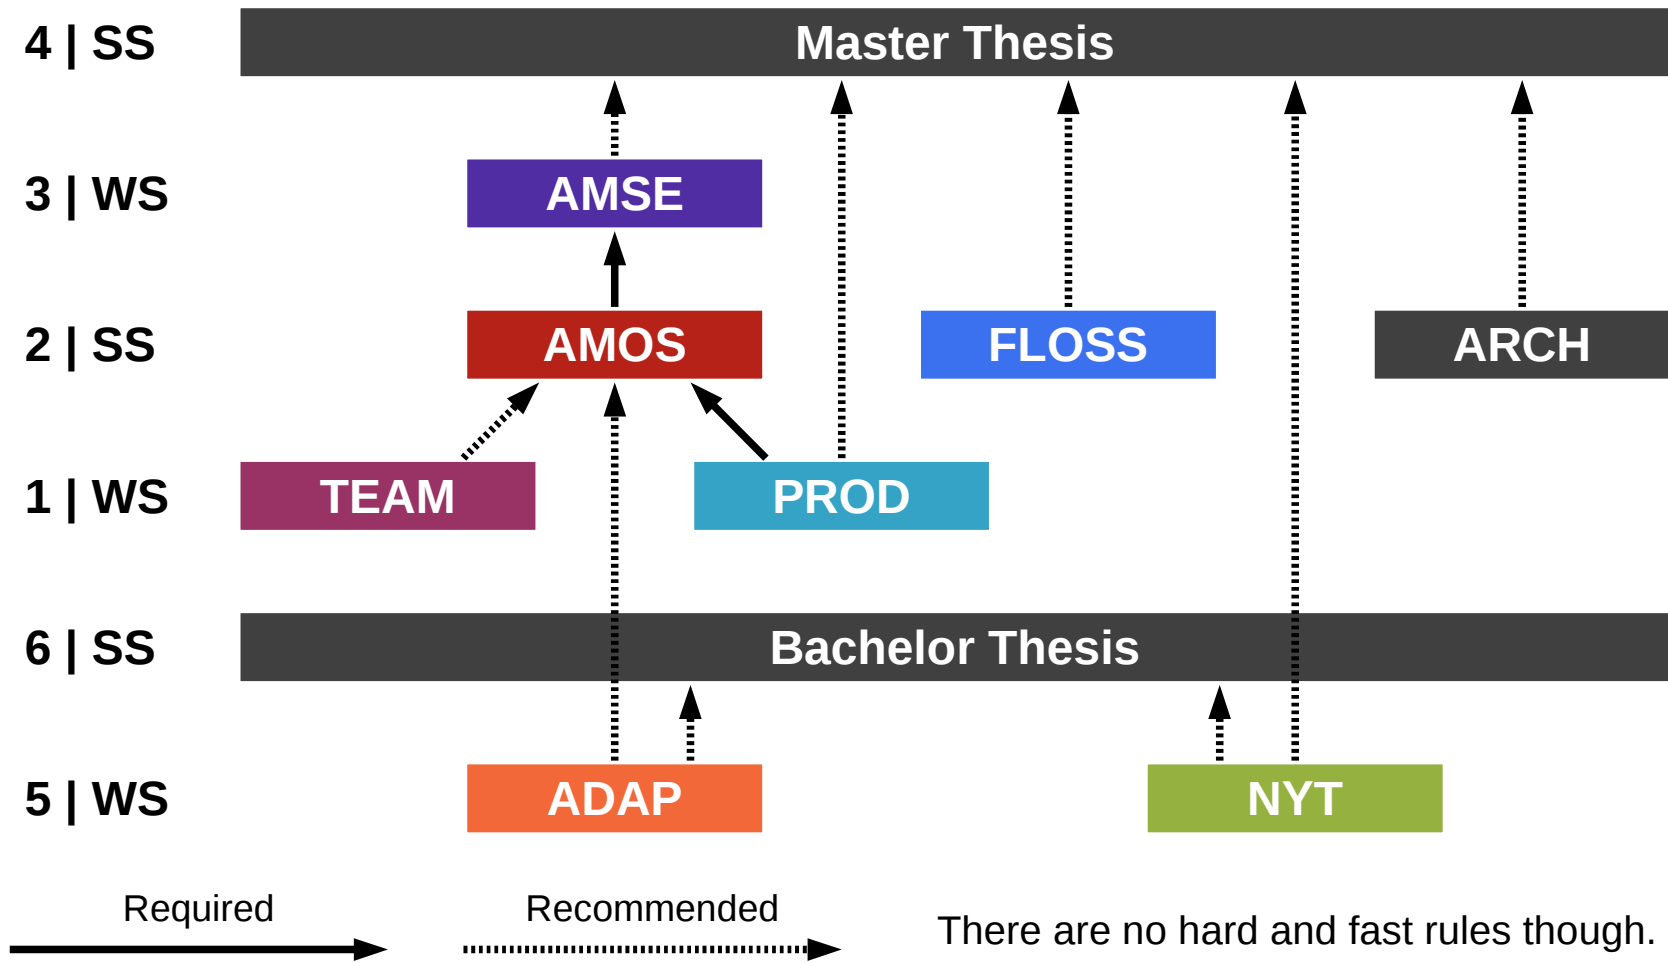 4 | SS
Master Thesis
3 | WS
AMSE
2 | SS
AMOS
FLOSS
ARCH
1 | WS
TEAM
PROD
6 | SS
Bachelor Thesis
5 | WS
ADAP
NYT
Required
Recommended
There are no hard and fast rules though.